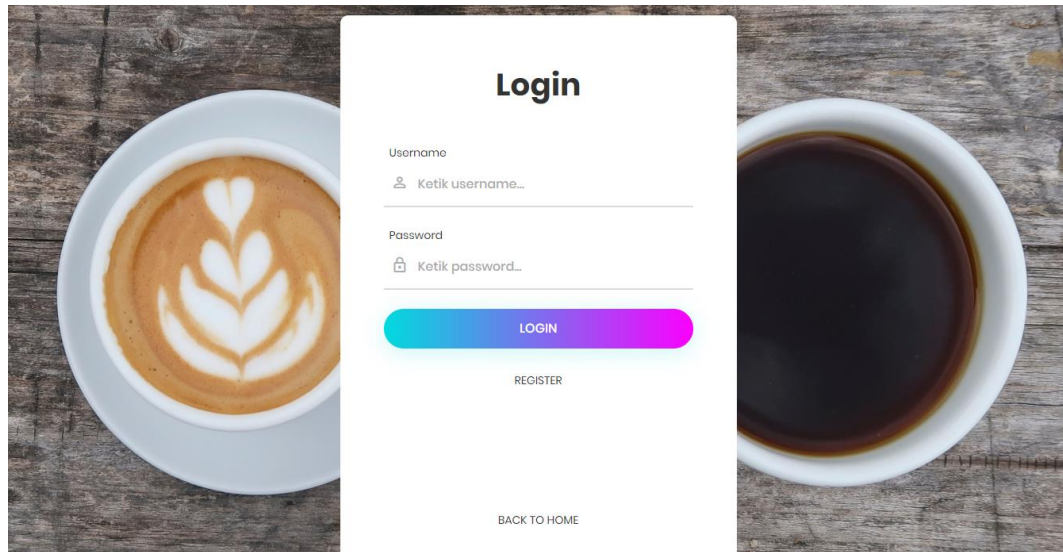 Login
Username
Ketik username...
Password
Ketik password...
LOGIN
REGISTER
BACK TO HOME